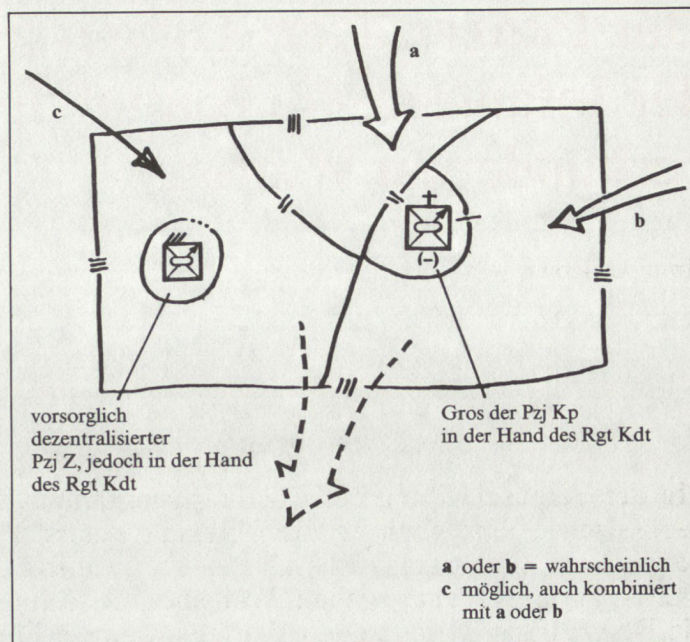 a
c
b
(–)
vorsorglich
dezentralisierter
Pzj Z, jedoch in der Hand
des Rgt Kdt
Gros der Pzj Kp
in der Hand des Rgt Kdt
a oder b = wahrscheinlich
c möglich, auch kombiniert
mit a oder b